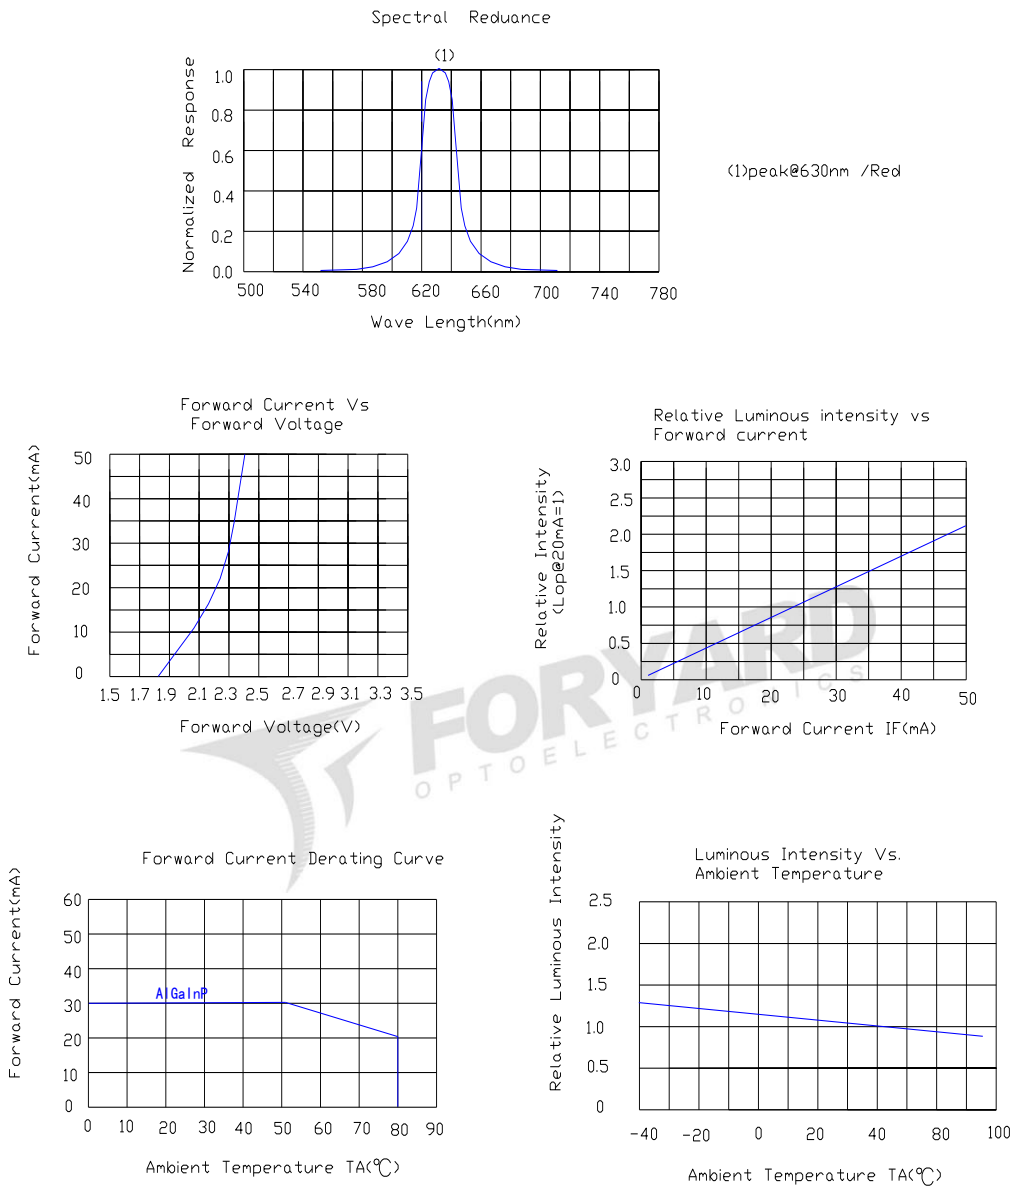 Spectral Reduance
(1)
Normalized Response
1.0
0.8
0.6
0.4
0.2
0.0
500 540 580 620 660 700 740 780
Wave Length(nm)
(1)peak@630nm /Red
Forward Current Vs
Forward Voltage
Forward Current(mA)
50
40
30
20
10
0
1.5 1.7 1.9 2.1 2.3 2.5 2.7 2.9 3.1 3.3 3.5
Forward Voltage(V)
Relative Luminous intensity vs
Forward current
Relative Intensity
(Lop@20mA=1)
3.0
2.5
2.0
1.5
1.0
0.5
0
0 10 20 30 40 50
Forward Current IF(mA)
FORYARD
OPTOELECTRONICS
Forward Current Derating Curve
Forward Current(mA)
60
50
40
30
20
10
0
AlGaInP
0 10 20 30 40 50 60 70 80 90
Ambient Temperature TA(℃)
Luminous Intensity Vs.
Ambient Temperature
Relative Luminous Intensity
2.5
2.0
1.5
1.0
0.5
0
-40 -20 0 20 40 60 80 100
Ambient Temperature TA(℃)